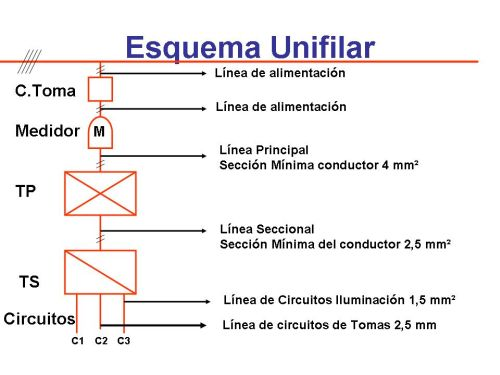 Esquema Unifilar
Línea de alimentación
C.Toma
Línea de alimentación
Medidor
M
Línea Principal
Sección Mínima conductor 4 mm²
TP
Línea Seccional
Sección Mínima del conductor 2,5 mm²
TS
Línea de Circuitos Iluminación 1,5 mm²
Circuitos
Línea de circuitos de Tomas 2,5 mm
C1 C2 C3